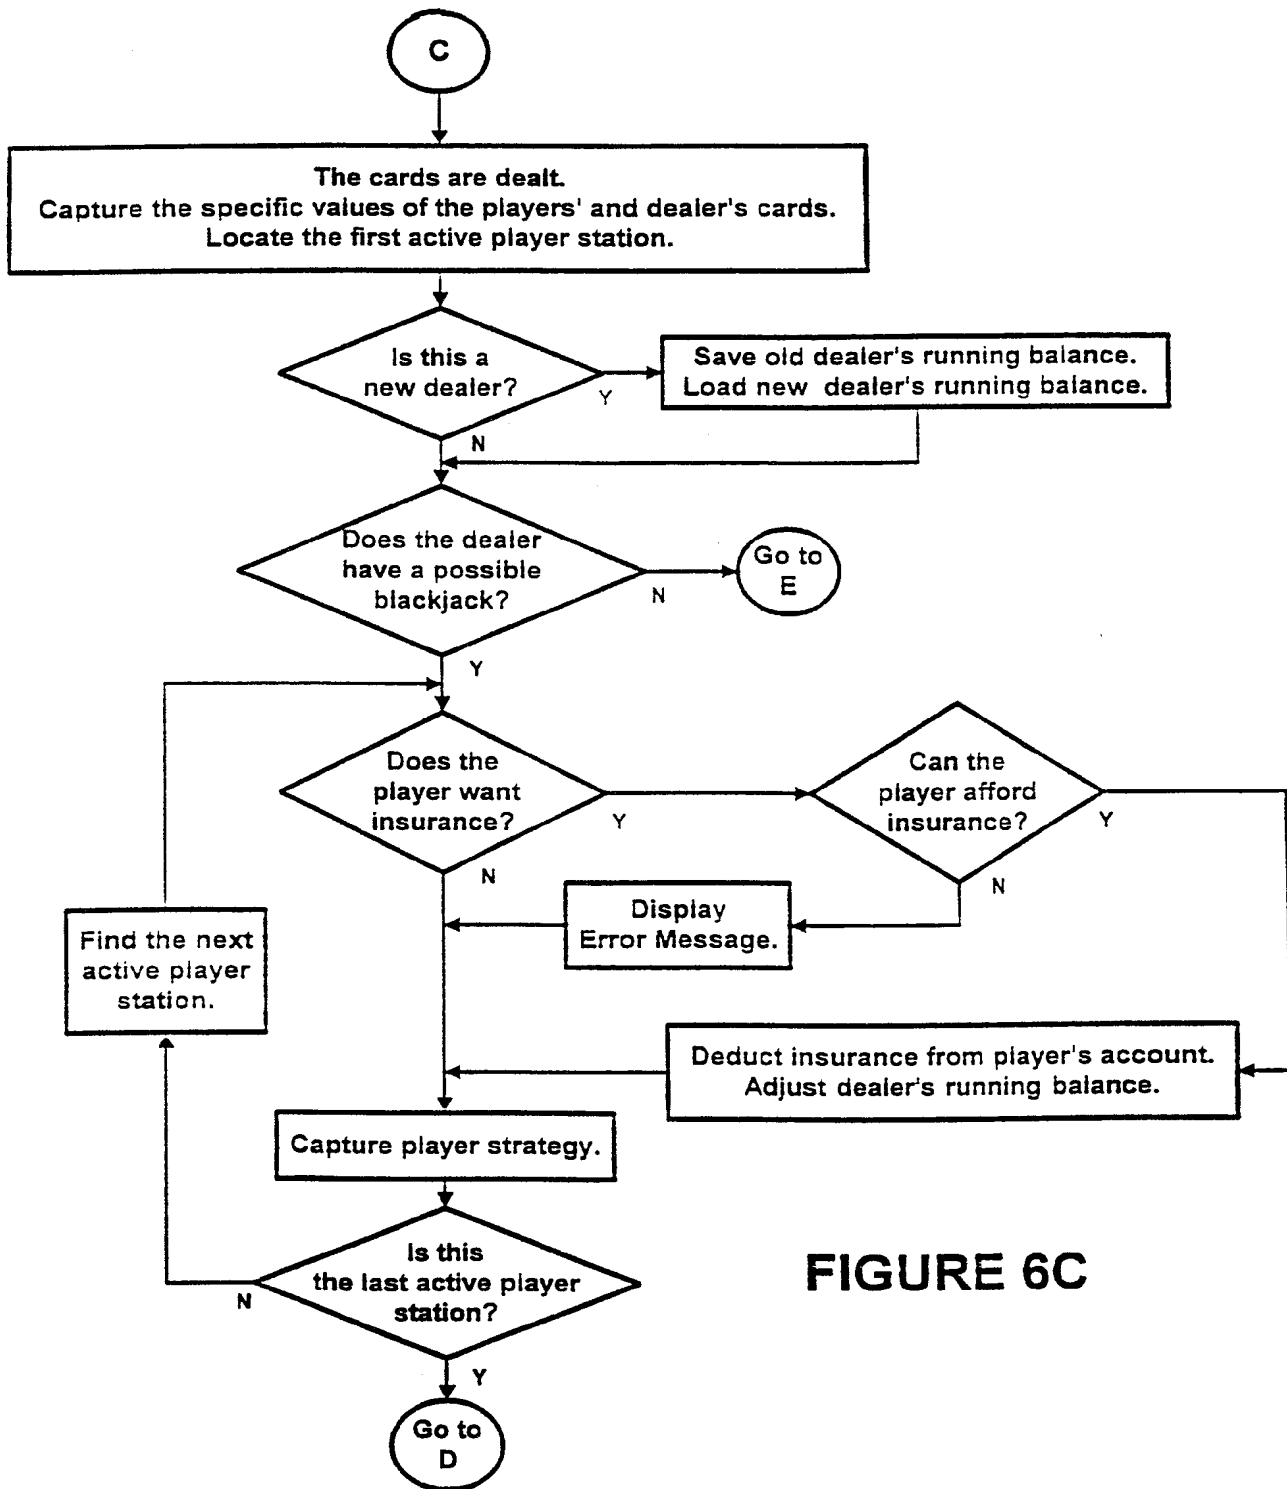 C
The cards are dealt.
Capture the specific values of the players' and dealer's cards.
Locate the first active player station.
Is this a
new dealer?
Y
N
Save old dealer's running balance.
Load new dealer's running balance.
Does the dealer
have a possible
blackjack?
N
Y
Go to
E
Does the
player want
insurance?
Y
N
Can the
player afford
insurance?
Y
N
Display
Error Message.
Find the next
active player
station.
Deduct insurance from player's account.
Adjust dealer's running balance.
Capture player strategy.
Is this
the last active player
station?
N
Y
Go to
D
FIGURE 6C